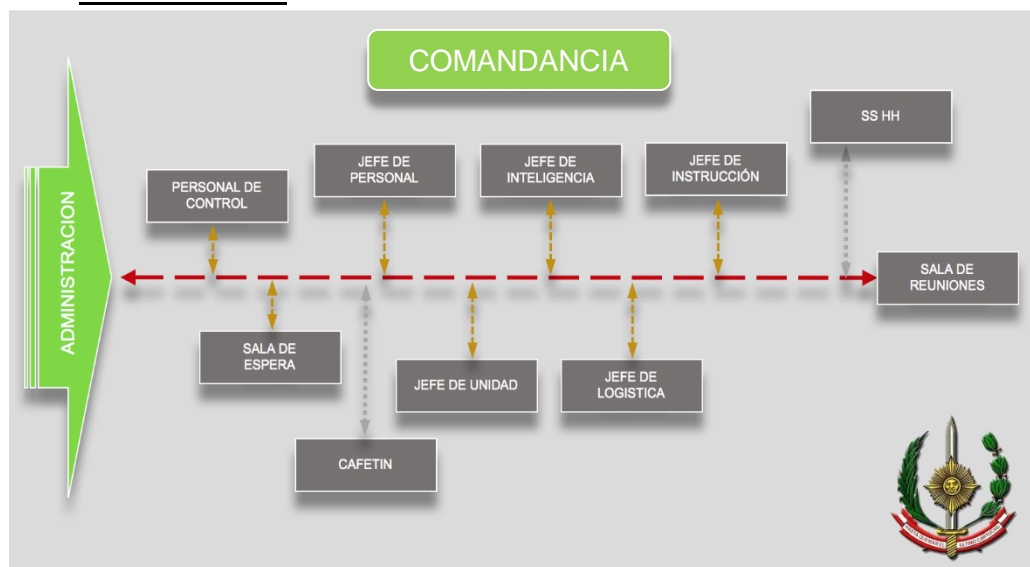 COMANDANCIA
SS HH
JEFE DE
PERSONAL
JEFE DE
INTELIGENCIA
JEFE DE
INSTRUCCIÓN
PERSONAL DE
CONTROL
ADMINISTRACION
SALA DE
REUNIONES
SALA DE
ESPERA
JEFE DE UNIDAD
JEFE DE
LOGISTICA
CAFETIN